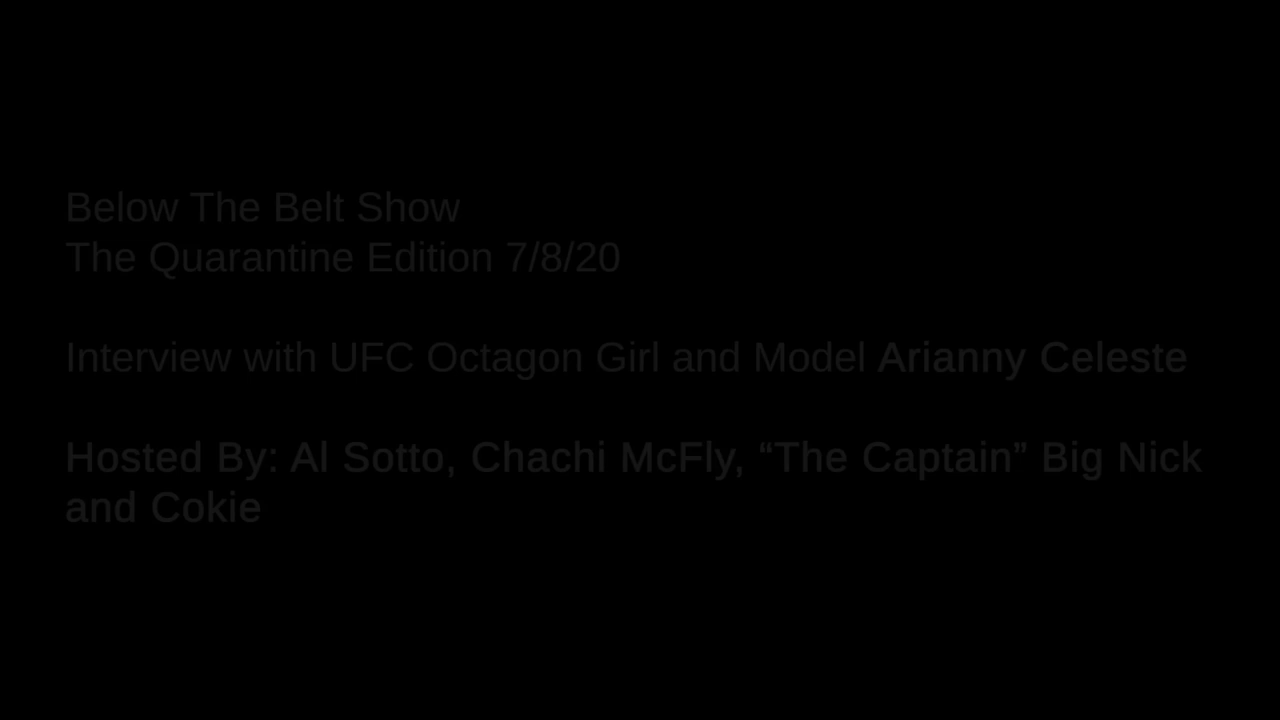 Below The Belt Show
The Quarantine Edition 7/8/20
Interview with UFC Octagon Girl and Model Arianny Celeste
Hosted By: Al Sotto, Chachi McFly, “The Captain” Big Nick
and Cokie